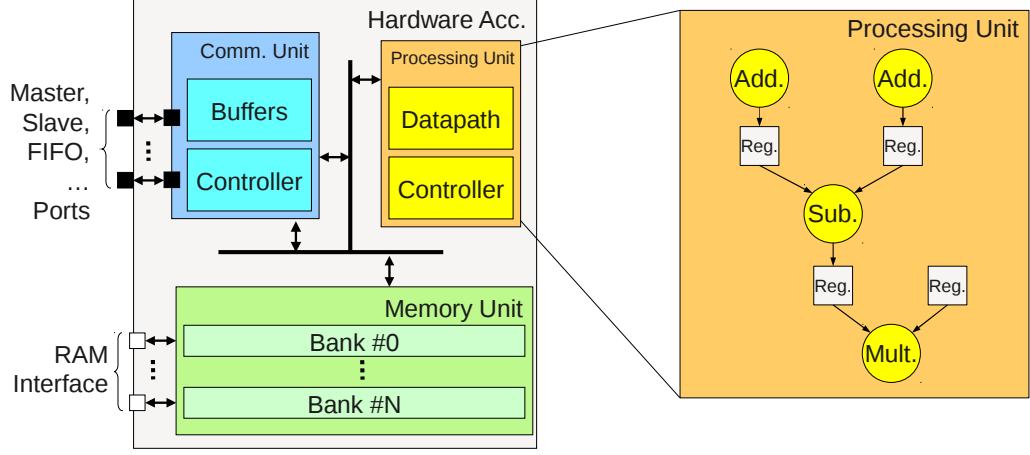 Hardware Acc.
Comm. Unit
Buffers
Controller
Processing Unit
Datapath
Controller
Master,
Slave,
FIFO,
...
Ports
Memory Unit
Bank #0
Bank #N
RAM
Interface
Processing Unit
Add.
Add.
Reg.
Reg.
Sub.
Reg.
Reg.
Mult.